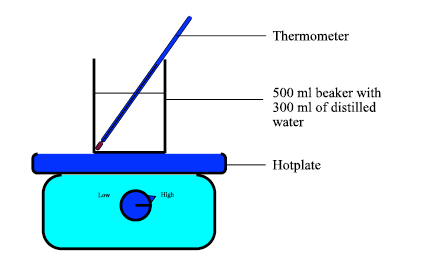 Thermometer
500 ml beaker with
300 ml of distilled
water
Hotplate
Low
High